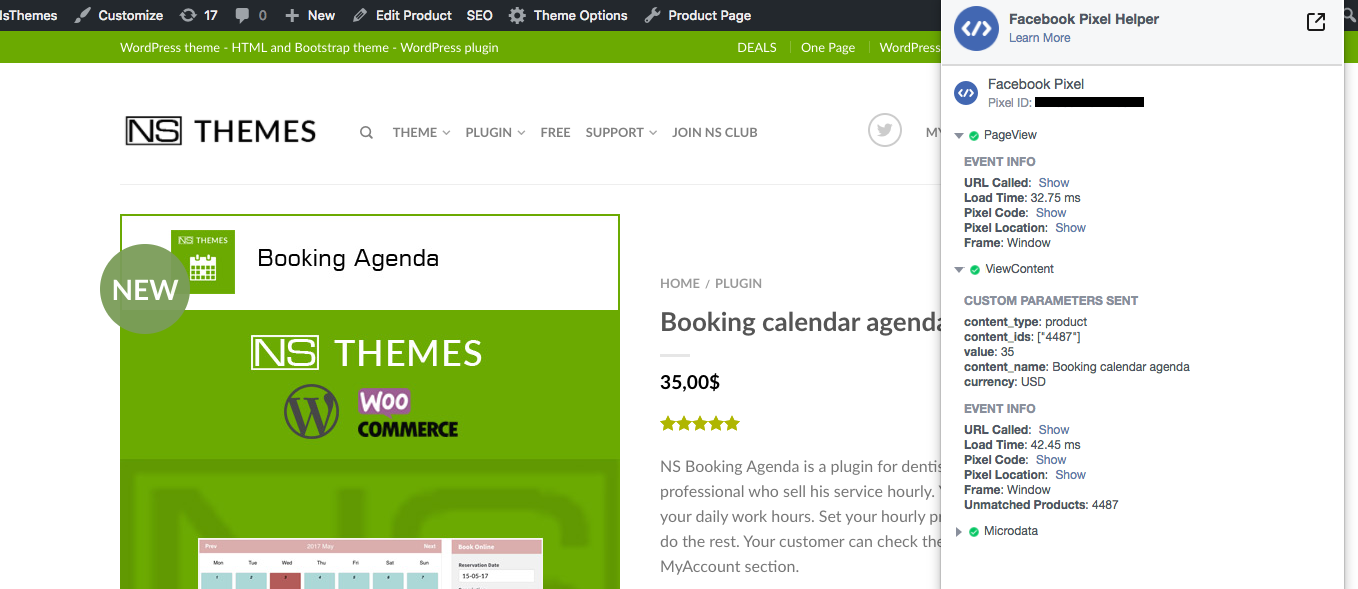 NsThemes Customize 17 0 New Edit Product SEO Theme Options Product Page
WordPress theme - HTML and Bootstrap theme - WordPress plugin
DEALS One Page WordPress
NS THEMES
THEME PLUGIN FREE SUPPORT JOIN NS CLUB
NS THEMES
Booking Agenda
NEW
NS THEMES
WOO
COMMERCE
Prev 2017 May Next
Mon Tue Wed Thu Fri Sat Sun
1 2 3 4 5 6 7
Book Online
Reservation Date
15-05-17
HOME / PLUGIN
Booking calendar agenda
35,00$
NS Booking Agenda is a plugin for
professional who sell his service hourly.
your daily work hours. Set your hourly
do the rest. Your customer can check the
MyAccount section.
Facebook Pixel Helper
Learn More
Facebook Pixel
Pixel ID:
PageView
EVENT INFO
URL Called: Show
Load Time: 32.75 ms
Pixel Code: Show
Pixel Location: Show
Frame: Window
ViewContent
CUSTOM PARAMETERS SENT
content_type: product
content_ids: ["4487"]
value: 35
content_name: Booking calendar agenda
currency: USD
EVENT INFO
URL Called: Show
Load Time: 42.45 ms
Pixel Code: Show
Pixel Location: Show
Frame: Window
Unmatched Products: 4487
Microdata